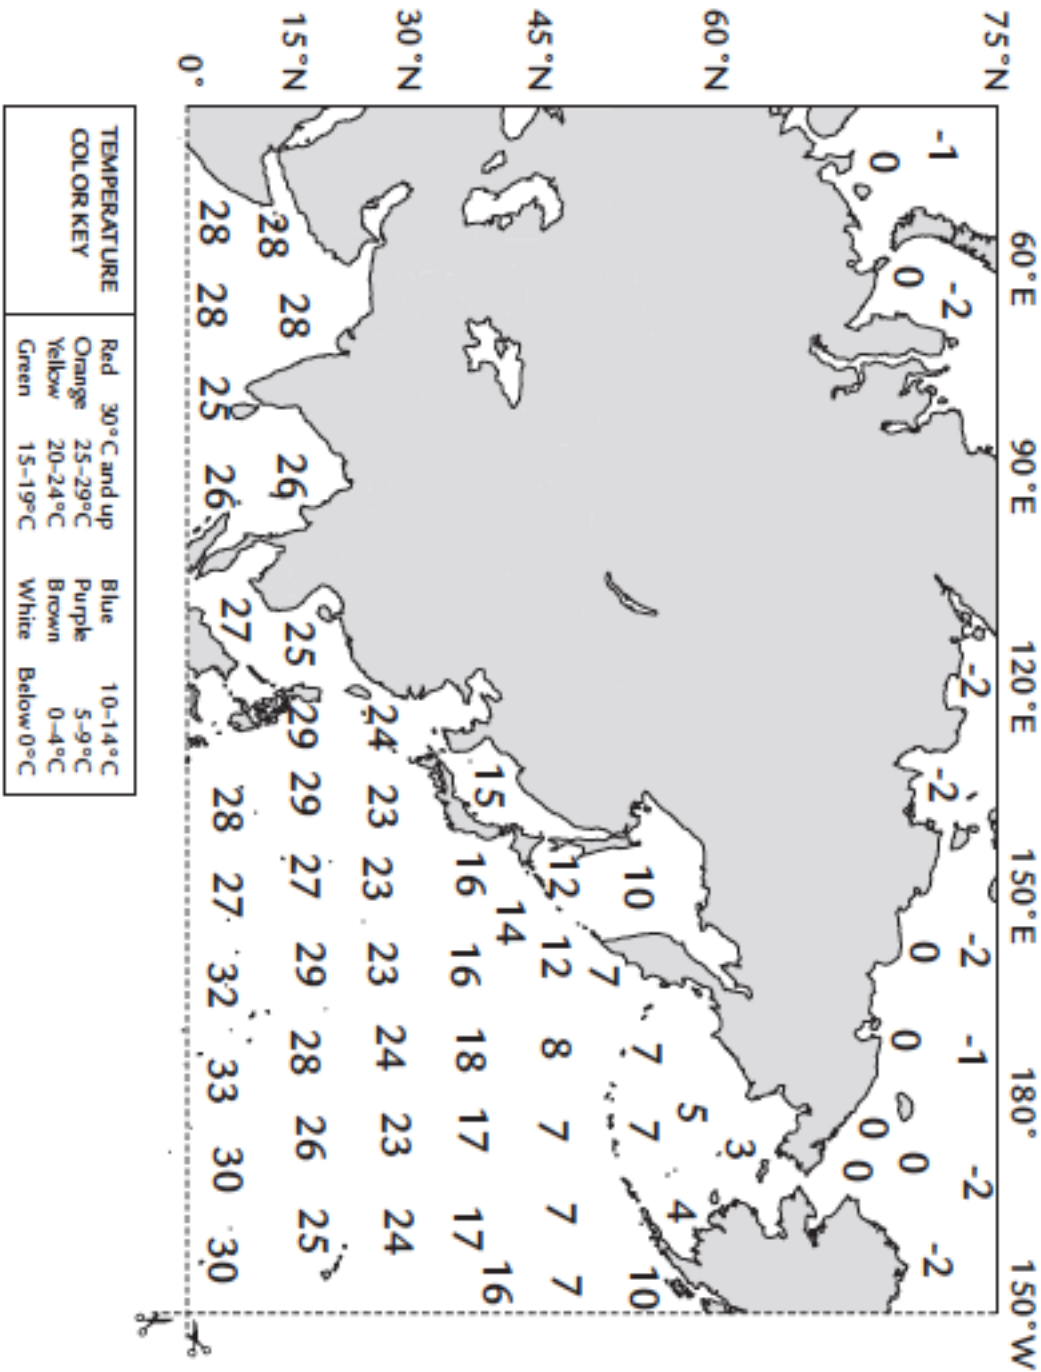 60°E 90°E 120°E 150°E 180° 150°W
75°N
-2 -2 -1 -2
-1 -2 -2 -2
0 0 0 0
0 0
0
3
60°N
5 4
10 7 7 10
7
12 12 8 7 7 7
45°N
14
15 16
16 16 18 17 17
30°N
24 23 23 23 24 23 24
15°N
28 28 26 25 29 29 27 29 28 26 25
28 28 25 26 27 28 27 32 33 30 30
0°
TEMPERATURE
COLOR KEY
Red 30°C and up Blue 10–14°C
Orange 25–29°C Purple 5–9°C
Yellow 20–24°C Brown 0–4°C
Green 15–19°C White Below 0°C